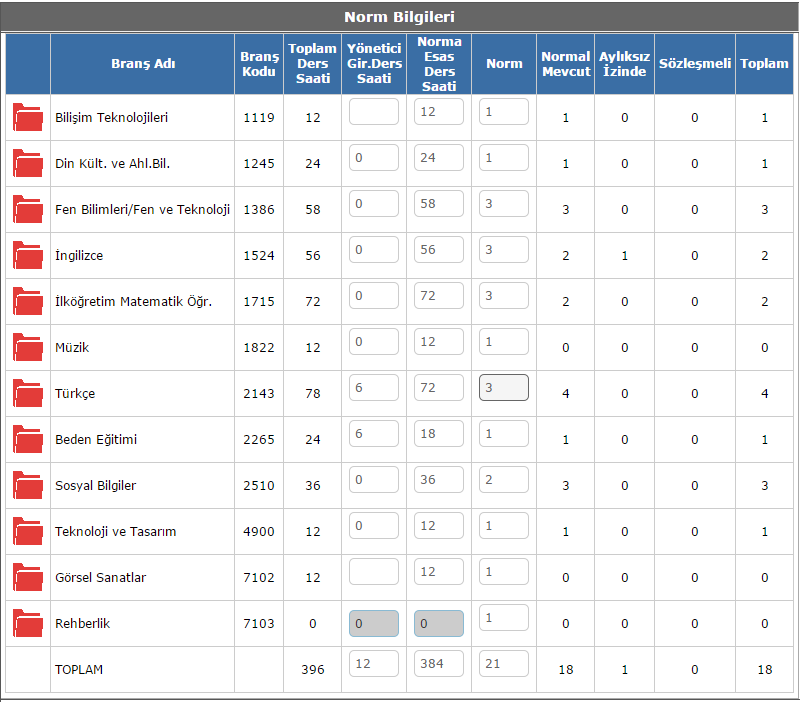 Norm Bilgileri
Branş Adı Branş Kodu Toplam Ders Saati Yönetici Gir.Ders Saati Norma Esas Ders Saati Norm Normal Mevcut Aylıksız İzinde Sözleşmeli Toplam
Bilişim Teknolojileri 1119 12 12 1 1 0 0 1
Din Kült. ve Ahl.Bil. 1245 24 0 24 1 1 0 0 1
Fen Bilimleri/Fen ve Teknoloji 1386 58 0 58 3 3 0 0 3
İngilizce 1524 56 0 56 3 2 1 0 2
İlköğretim Matematik Öğr. 1715 72 0 72 3 2 0 0 2
Müzik 1822 12 0 12 1 0 0 0 0
Türkçe 2143 78 6 72 3 4 0 0 4
Beden Eğitimi 2265 24 6 18 1 1 0 0 1
Sosyal Bilgiler 2510 36 0 36 2 3 0 0 3
Teknoloji ve Tasarım 4900 12 0 12 1 1 0 0 1
Görsel Sanatlar 7102 12 12 1 0 0 0 0
Rehberlik 7103 0 0 0 1 0 0 0 0
TOPLAM 396 12 384 21 18 1 0 18